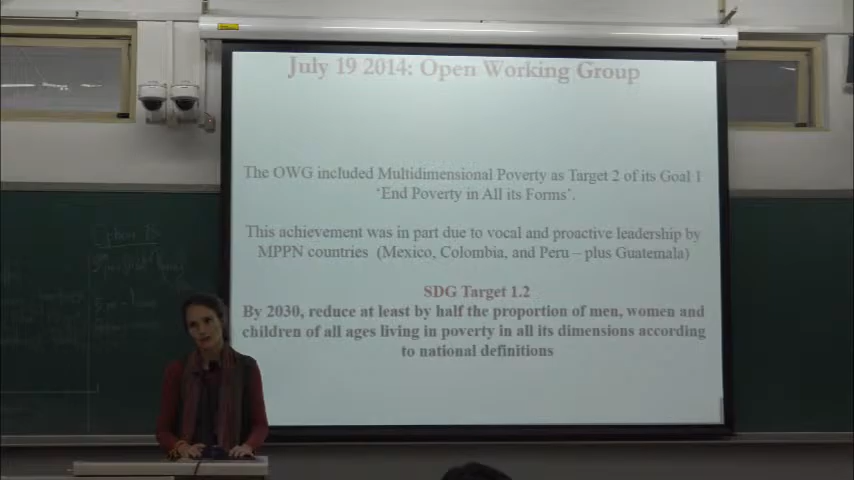 July 19 2014: Open Working Group
The OWG included Multidimensional Poverty as Target 2 of its Goal 1
'End Poverty in All its Forms'.
This achievement was in part due to vocal and proactive leadership by
MPPN countries (Mexico, Colombia, and Peru – plus Guatemala)
SDG Target 1.2
By 2030, reduce at least by half the proportion of men, women and
children of all ages living in poverty in all its dimensions according
to national definitions